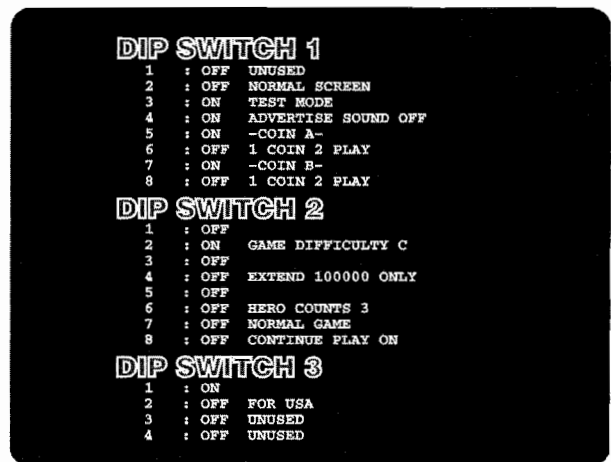 DIP SWITCH 1
1 : OFF UNUSED
2 : OFF NORMAL SCREEN
3 : ON TEST MODE
4 : ON ADVERTISE SOUND OFF
5 : ON -COIN A-
6 : OFF 1 COIN 2 PLAY
7 : ON -COIN B-
8 : OFF 1 COIN 2 PLAY
DIP SWITCH 2
1 : OFF
2 : ON GAME DIFFICULTY C
3 : OFF
4 : OFF EXTEND 100000 ONLY
5 : OFF
6 : OFF HERO COUNTS 3
7 : OFF NORMAL GAME
8 : OFF CONTINUE PLAY ON
DIP SWITCH 3
1 : ON
2 : OFF FOR USA
3 : OFF UNUSED
4 : OFF UNUSED